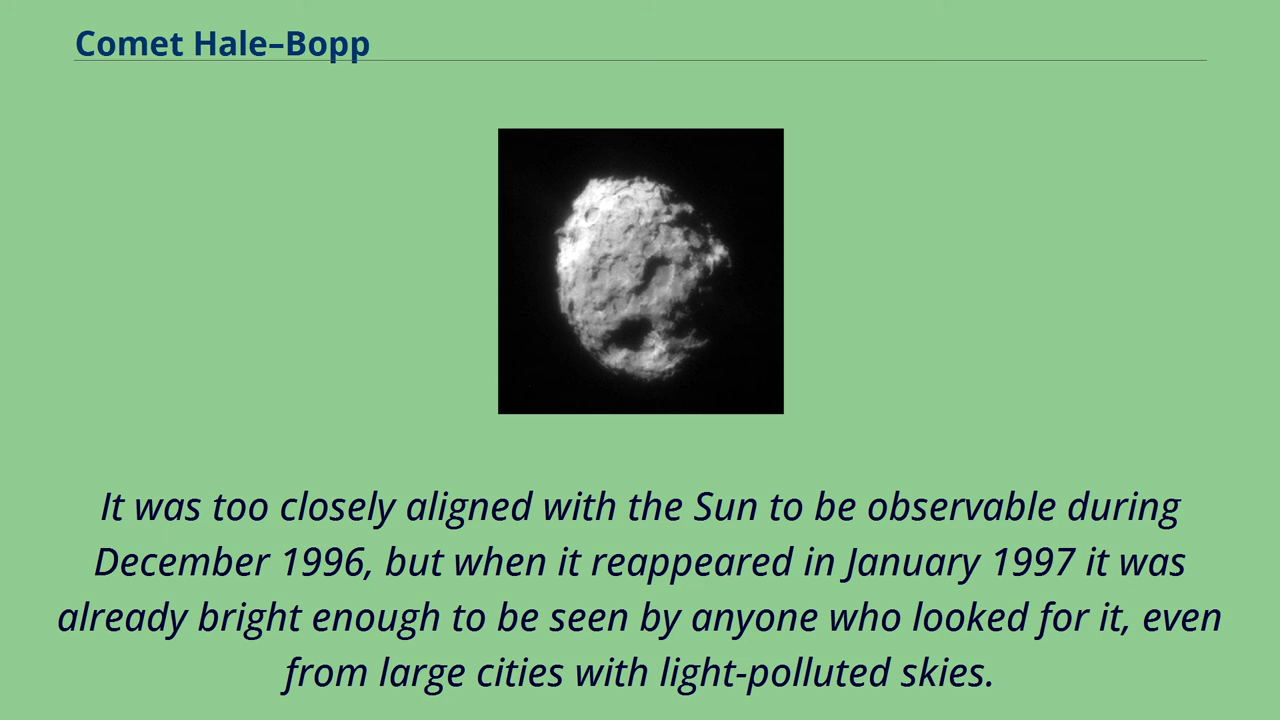 Comet Hale–Bopp
It was too closely aligned with the Sun to be observable during
December 1996, but when it reappeared in January 1997 it was
already bright enough to be seen by anyone who looked for it, even
from large cities with light-polluted skies.